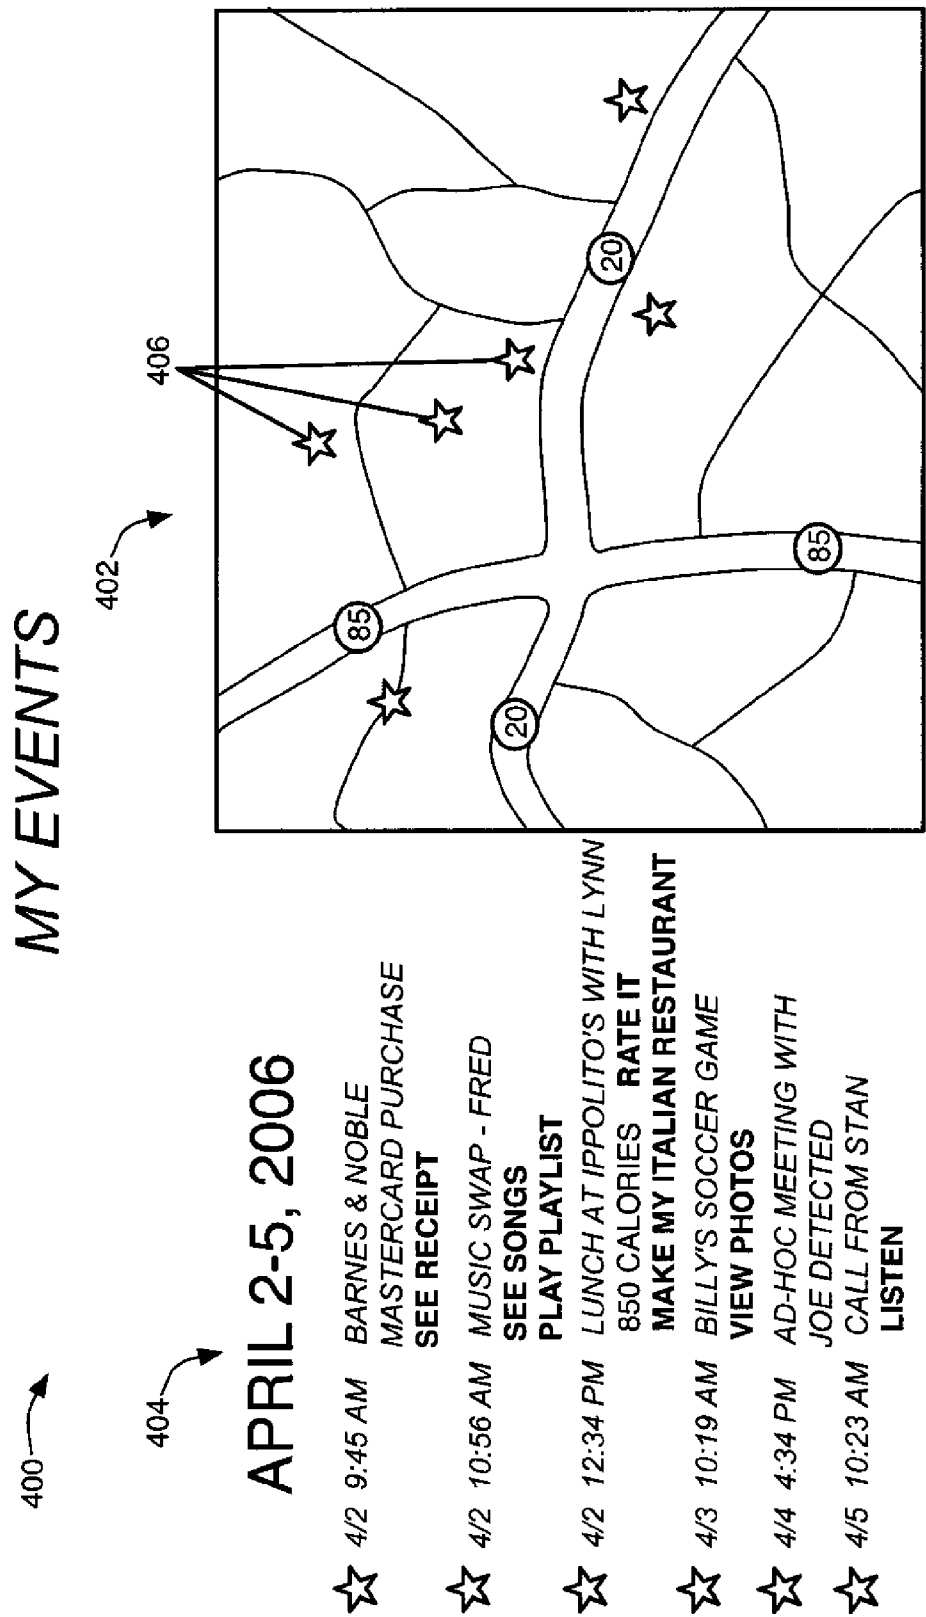 MY EVENTS
400
402
404
406
APRIL 2-5, 2006
4/2 9:45 AM BARNES & NOBLE
MASTERCARD PURCHASE
SEE RECEIPT
4/2 10:56 AM MUSIC SWAP - FRED
SEE SONGS
PLAY PLAYLIST
4/2 12:34 PM LUNCH AT IPPOLITO'S WITH LYNN
850 CALORIES RATE IT
MAKE MY ITALIAN RESTAURANT
4/3 10:19 AM BILLY'S SOCCER GAME
VIEW PHOTOS
4/4 4:34 PM AD-HOC MEETING WITH
JOE DETECTED
4/5 10:23 AM CALL FROM STAN
LISTEN
85
20
20
85